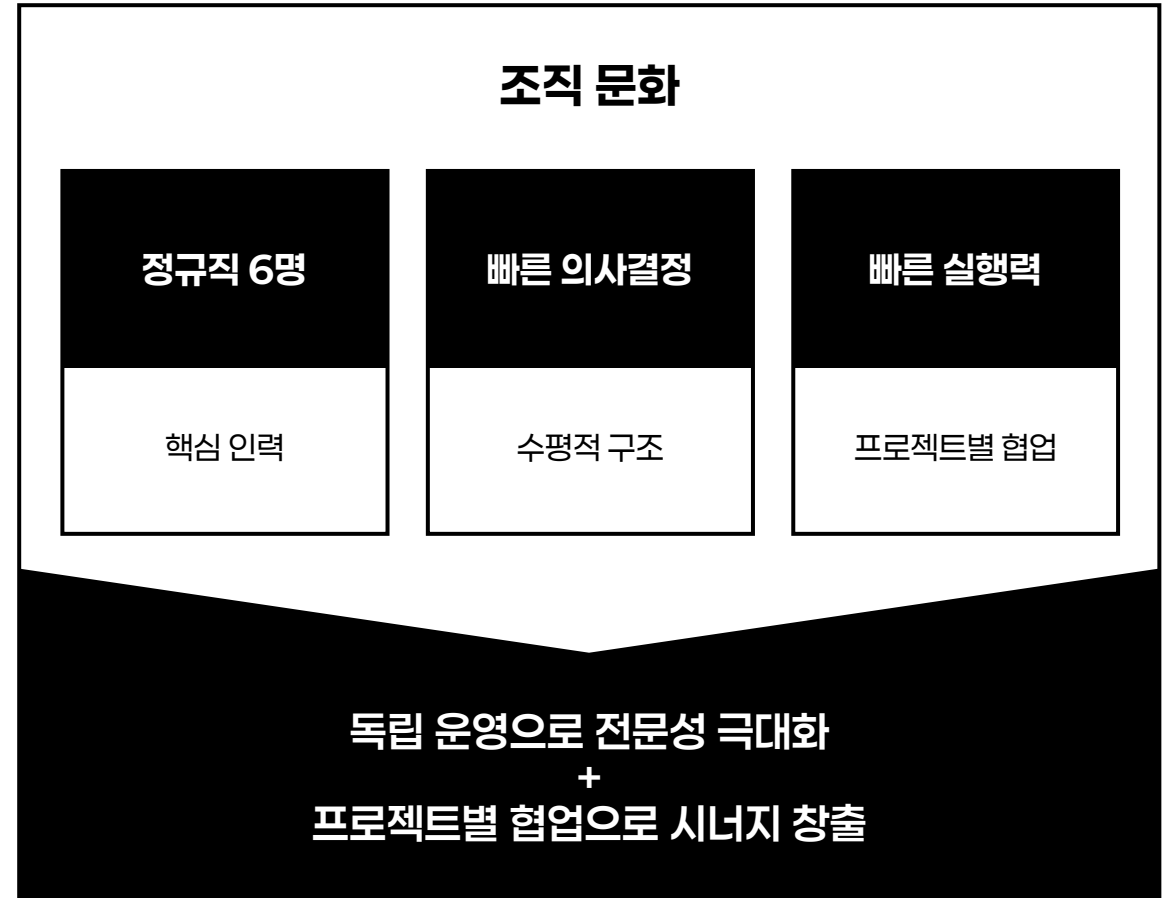 조직 문화
정규직 6명
빠른 의사결정
빠른 실행력
핵심 인력
수평적 구조
프로젝트별 협업
독립 운영으로 전문성 극대화
+
프로젝트별 협업으로 시너지 창출